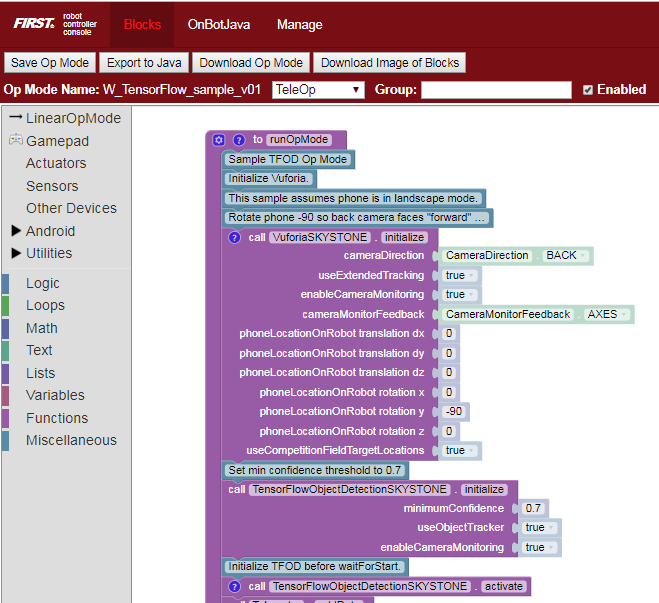 FIRST. robot controller console
Blocks
OnBotJava
Manage
Save Op Mode
Export to Java
Download Op Mode
Download Image of Blocks
Op Mode Name: W_TensorFlow_sample_v01
TeleOp
Group:
Enabled
LinearOpMode
Gamepad
Actuators
Sensors
Other Devices
Android
Utilities
Logic
Loops
Math
Text
Lists
Variables
Functions
Miscellaneous
? to runOpMode
Sample TFOD Op Mode
Initialize Vuforia.
This sample assumes phone is in landscape mode.
Rotate phone -90 so back camera faces "forward" ...
? call VuforiaSKYSTONE . initialize
cameraDirection CameraDirection . BACK
useExtendedTracking true
enableCameraMonitoring true
cameraMonitorFeedback CameraMonitorFeedback . AXES
phoneLocationOnRobot translation dx 0
phoneLocationOnRobot translation dy 0
phoneLocationOnRobot translation dz 0
phoneLocationOnRobot rotation x 0
phoneLocationOnRobot rotation y -90
phoneLocationOnRobot rotation z 0
useCompetitionFieldTargetLocations true
Set min confidence threshold to 0.7
call TensorFlowObjectDetectionSKYSTONE . initialize
minimumConfidence 0.7
useObjectTracker true
enableCameraMonitoring true
Initialize TFOD before waitForStart.
? call TensorFlowObjectDetectionSKYSTONE . activate